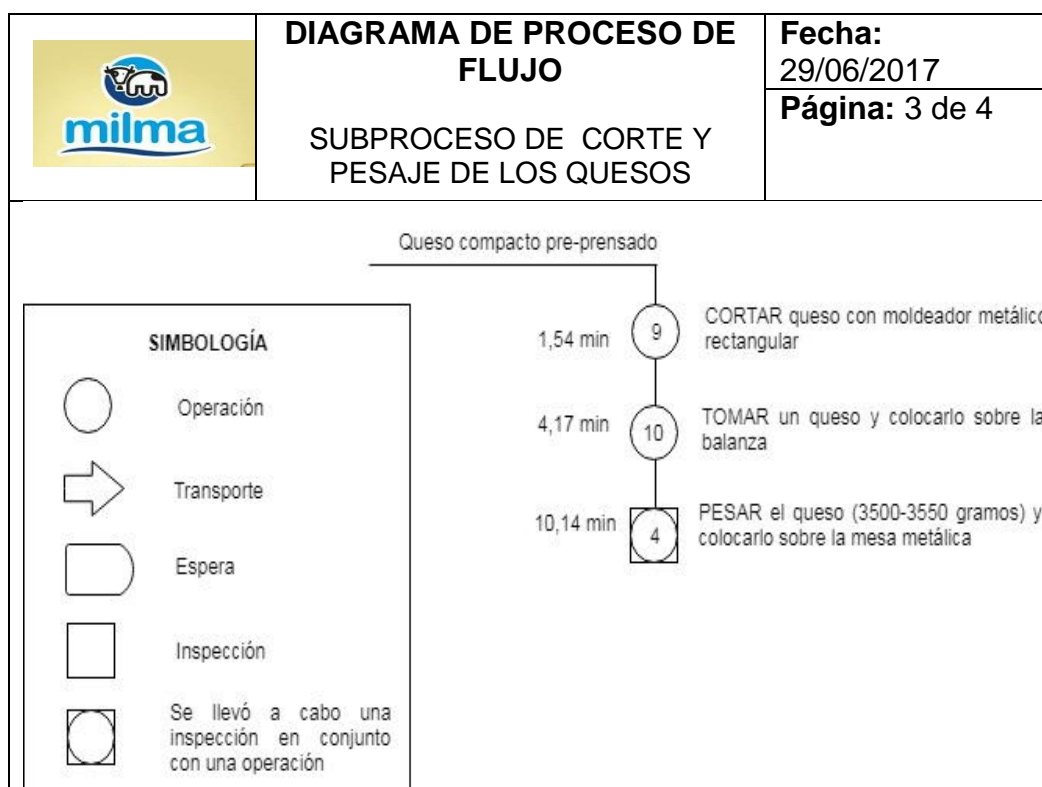 milma
DIAGRAMA DE PROCESO DE
FLUJO
SUBPROCESO DE CORTE Y
PESAJE DE LOS QUESOS
Fecha:
29/06/2017
Página: 3 de 4
Queso compacto pre-prensado
SIMBOLOGÍA
Operación
Transporte
Espera
Inspección
Se llevó a cabo una
inspección en conjunto
con una operación
1,54 min
9
CORTAR queso con moldeador metálico
rectangular
4,17 min
10
TOMAR un queso y colocarlo sobre la
balanza
10,14 min
4
PESAR el queso (3500-3550 gramos) y
colocarlo sobre la mesa metálica